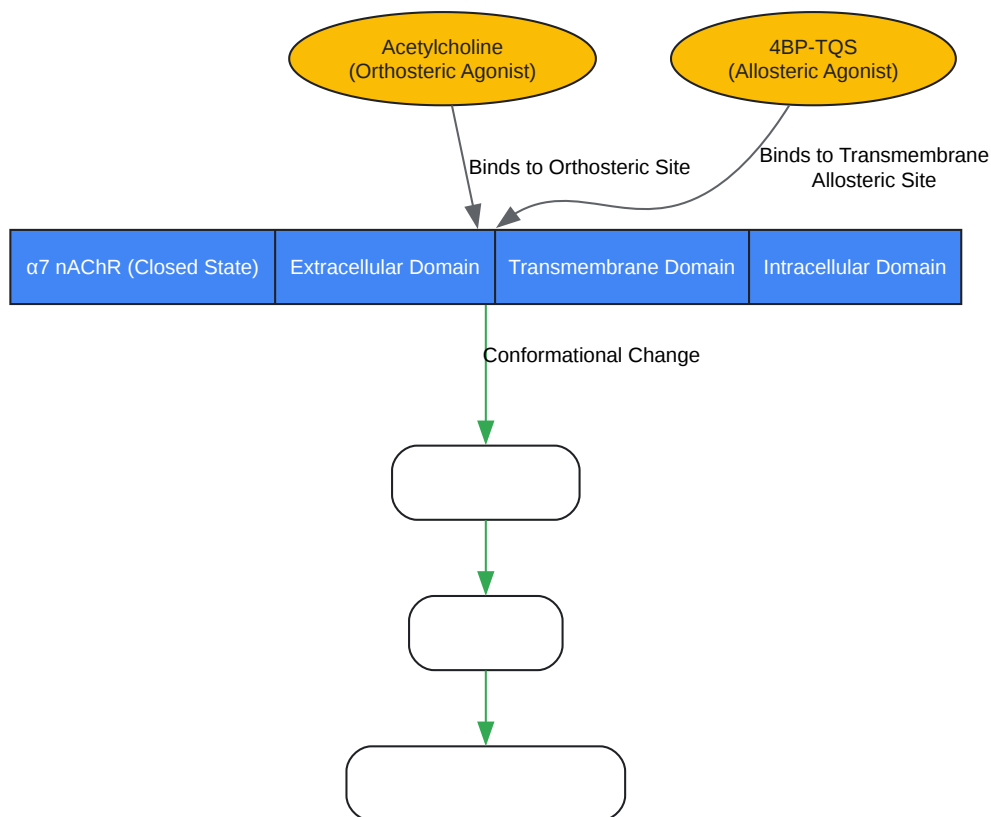 Acetylcholine
(Orthosteric Agonist)
4BP-TQS
(Allosteric Agonist)
Binds to Orthosteric Site
Binds to Transmembrane
Allosteric Site
α7 nAChR (Closed State)
Extracellular Domain
Transmembrane Domain
Intracellular Domain
Conformational Change